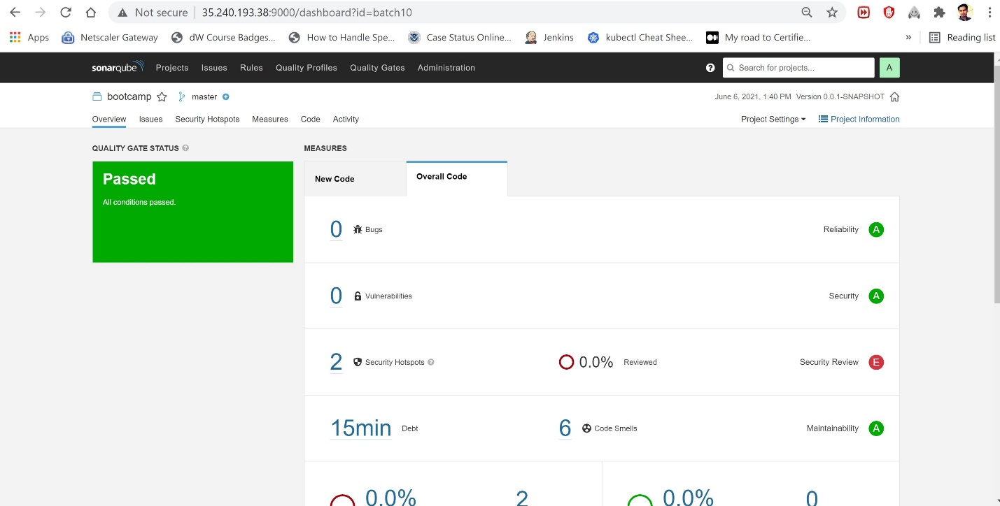 Not secure 35.240.193.38:9000/dashboard?id=batch10
Apps Netscaler Gateway dW Course Badges... How to Handle Spe... Case Status Online... Jenkins kubectl Cheat Shee... My road to Certifie... » Reading list
sonarqube Projects Issues Rules Quality Profiles Quality Gates Administration ? Search for projects... A
bootcamp master June 6, 2021, 1:40 PM Version 0.0.1-SNAPSHOT
Overview Issues Security Hotspots Measures Code Activity Project Settings Project Information
QUALITY GATE STATUS ? MEASURES
Passed
All conditions passed.
New Code Overall Code
0 Bugs Reliability A
0 Vulnerabilities Security A
2 Security Hotspots ? 0.0% Reviewed Security Review E
15min Debt 6 Code Smells Maintainability A
0.0% 2 0.0% 0